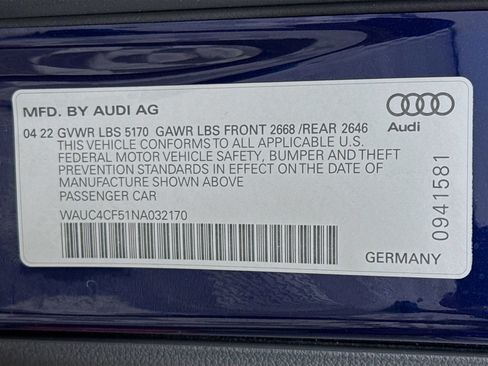 MFD. BY AUDI AG
04 22 GVWR LBS 5170 GAWR LBS FRONT 2668 /REAR 2646
THIS VEHICLE CONFORMS TO ALL APPLICABLE U.S.
FEDERAL MOTOR VEHICLE SAFETY, BUMPER AND THEFT
PREVENTION STANDARDS IN EFFECT ON THE DATE OF
MANUFACTURE SHOWN ABOVE
PASSENGER CAR
WAUC4CF51NA032170
GERMANY
Audi
0941581